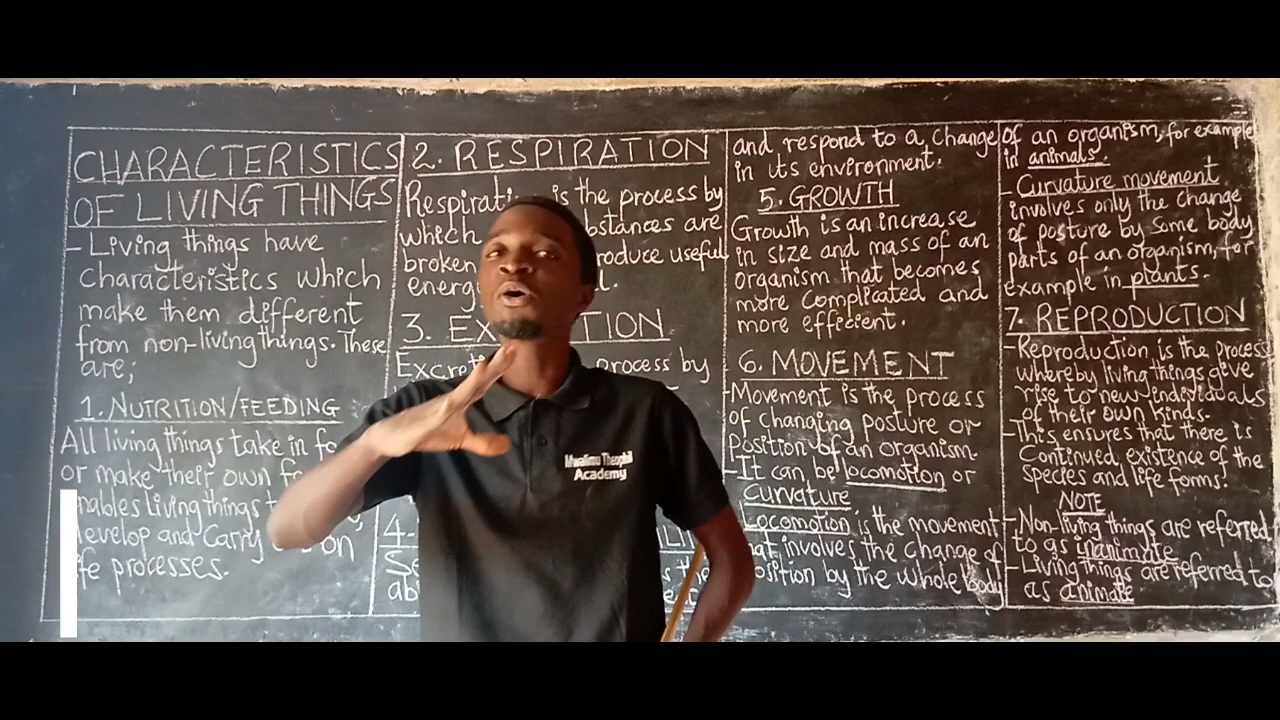 CHARACTERISTICS
OF LIVING THINGS
- Living things have
characteristics which
make them different
from non-living things. These
are;
1. NUTRITION/FEEDING
All living things take in
or make their own
living things
and carry on
processes.
2. RESPIRATION
is the process by
which are
broken useful
3.
process by
4.
and respond to a change
in its environment.
5. GROWTH
Growth is an increase
in size and mass of an
organism that becomes
more complicated and
more efficient.
6. MOVEMENT
Movement is the process
of changing posture or
Position of an organism.
- It can be locomotion or
Curvature
Locomotion is the movement
involves the change of
by the whole body
of an organism, for example
in animals.
- Curvature movement
involves only the change
of posture by some body
parts of an organism, for
example in plants.
7. REPRODUCTION
- Reproduction is the process
whereby living things give
rise to new individuals
of their own kinds.
- This ensures that there is
Continued existence of the
species and life forms.
NOTE
- Non-living things are referred
to as inanimate
- Living things are referred to
as animate
Mwalimu Theophil
Academy